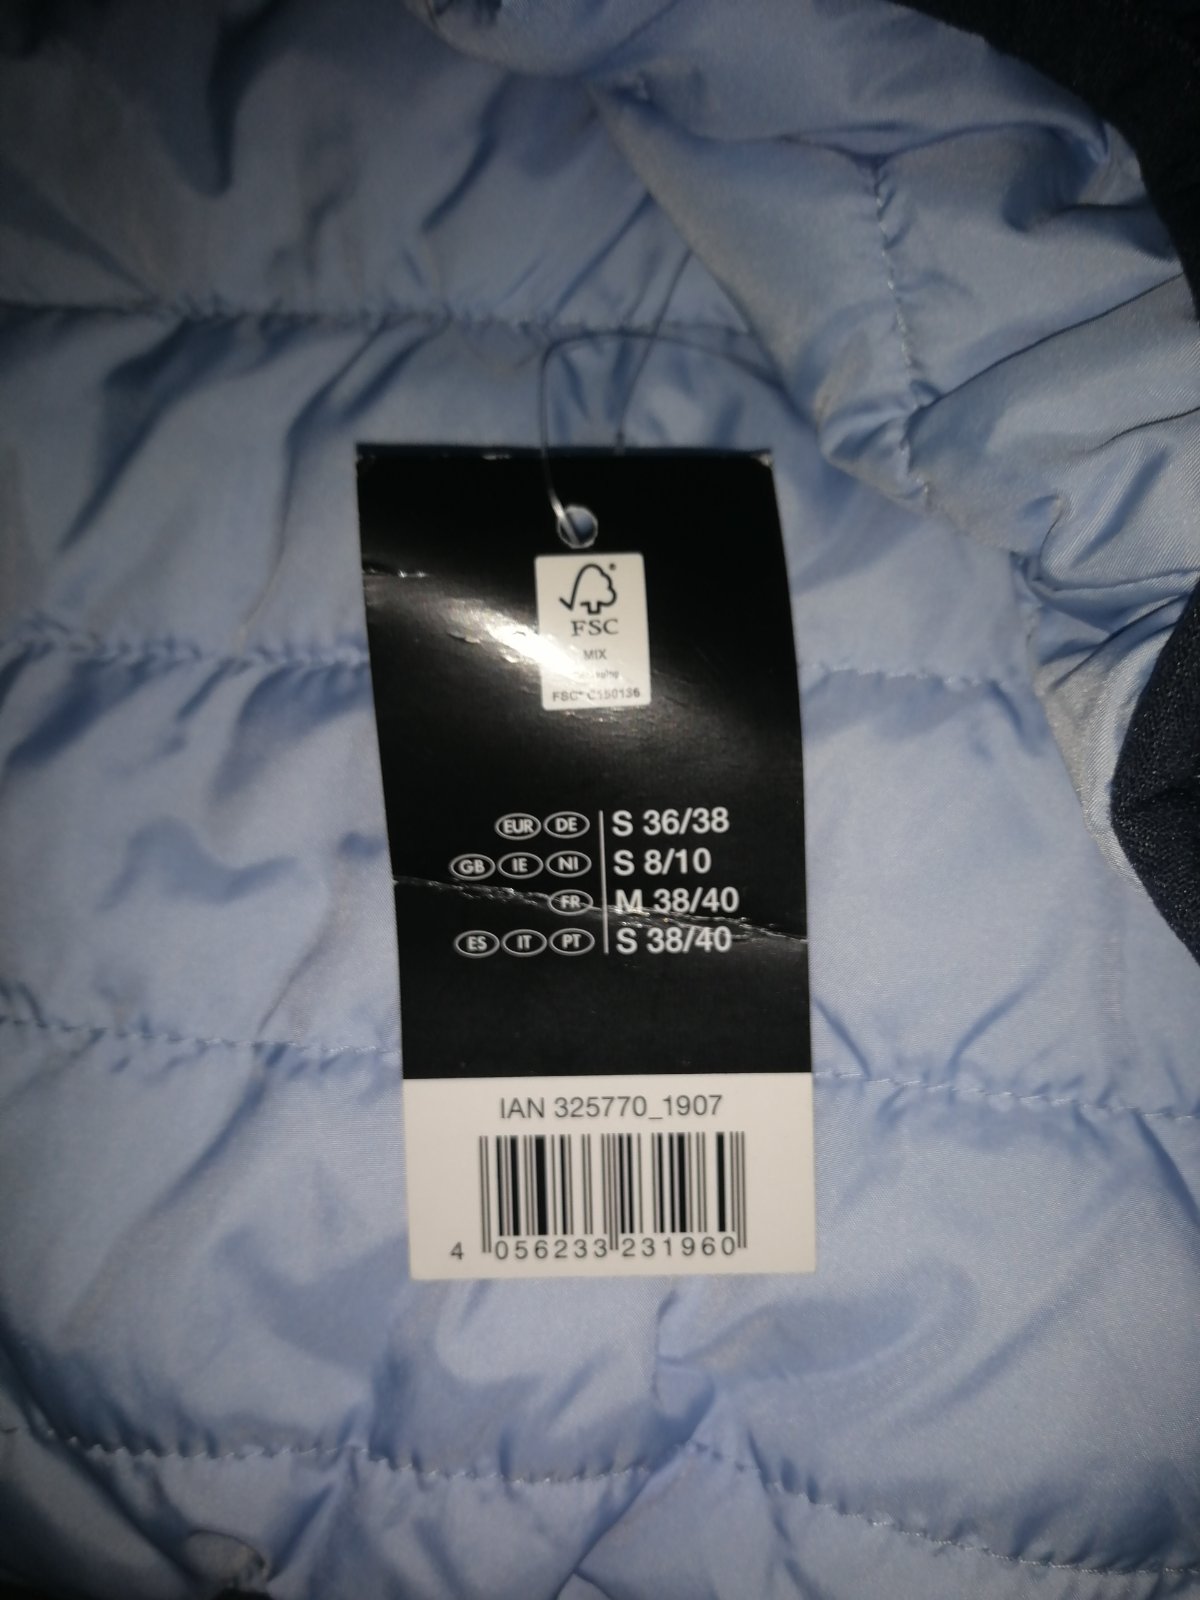 FSC
MIX
FSC® C150136
EUR DE S 36/38
GB IE NI S 8/10
FR M 38/40
ES IT PT S 38/40
IAN 325770_1907
4 056233 231960